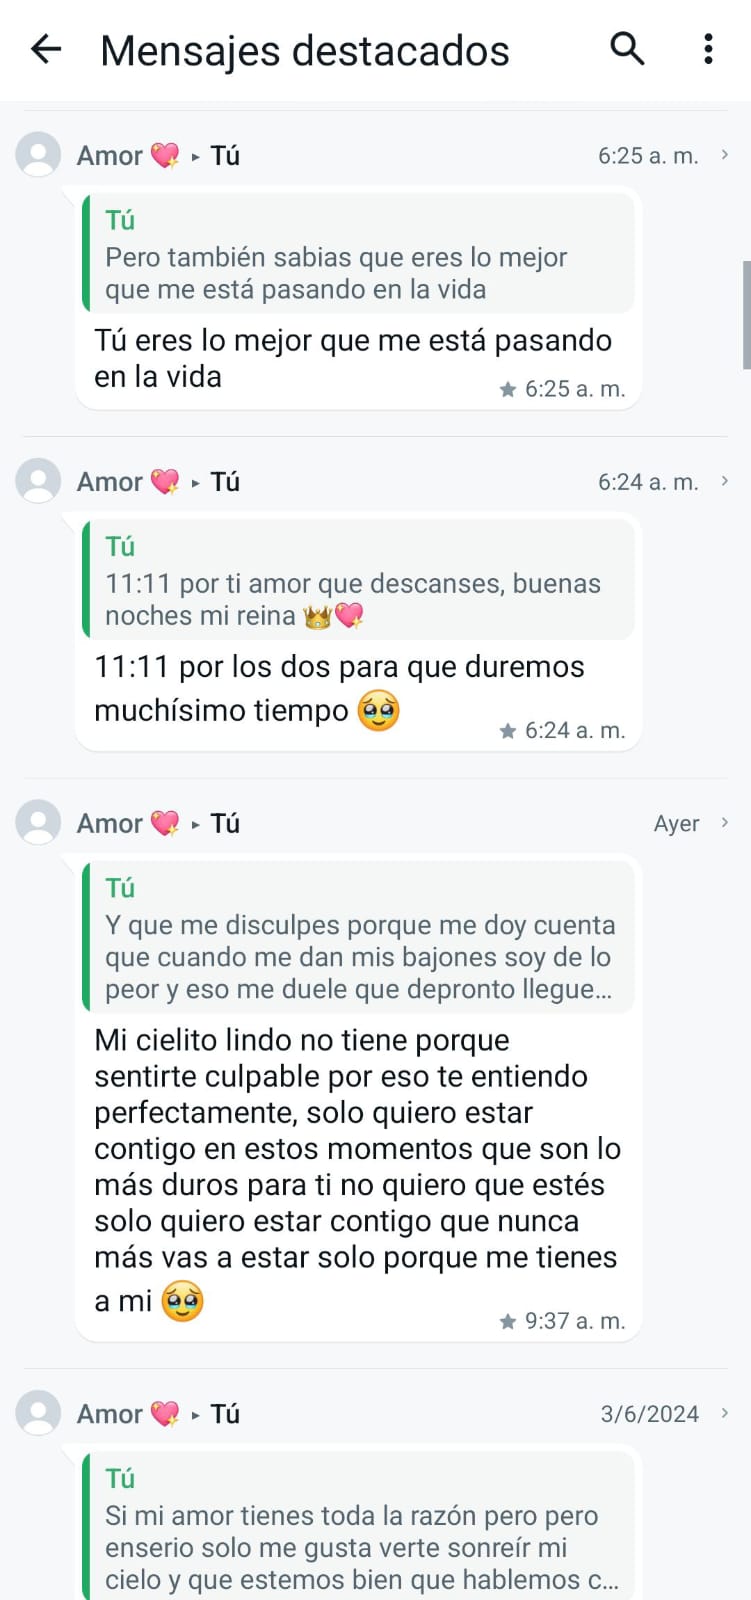 Mensajes destacados
Amor 💖 ▸ Tú 6:25 a. m.
Tú
Pero también sabias que eres lo mejor
que me está pasando en la vida
Tú eres lo mejor que me está pasando
en la vida
★ 6:25 a. m.
Amor 💖 ▸ Tú 6:24 a. m.
Tú
11:11 por ti amor que descanses, buenas
noches mi reina 👑💖
11:11 por los dos para que duremos
muchísimo tiempo 🥹
★ 6:24 a. m.
Amor 💖 ▸ Tú Ayer
Tú
Y que me disculpes porque me doy cuenta
que cuando me dan mis bajones soy de lo
peor y eso me duele que depronto llegue...
Mi cielito lindo no tiene porque
sentirte culpable por eso te entiendo
perfectamente, solo quiero estar
contigo en estos momentos que son lo
más duros para ti no quiero que estés
solo quiero estar contigo que nunca
más vas a estar solo porque me tienes
a mi 🥹
★ 9:37 a. m.
Amor 💖 ▸ Tú 3/6/2024
Tú
Si mi amor tienes toda la razón pero pero
enserio solo me gusta verte sonreír mi
cielo y que estemos bien que hablemos c...